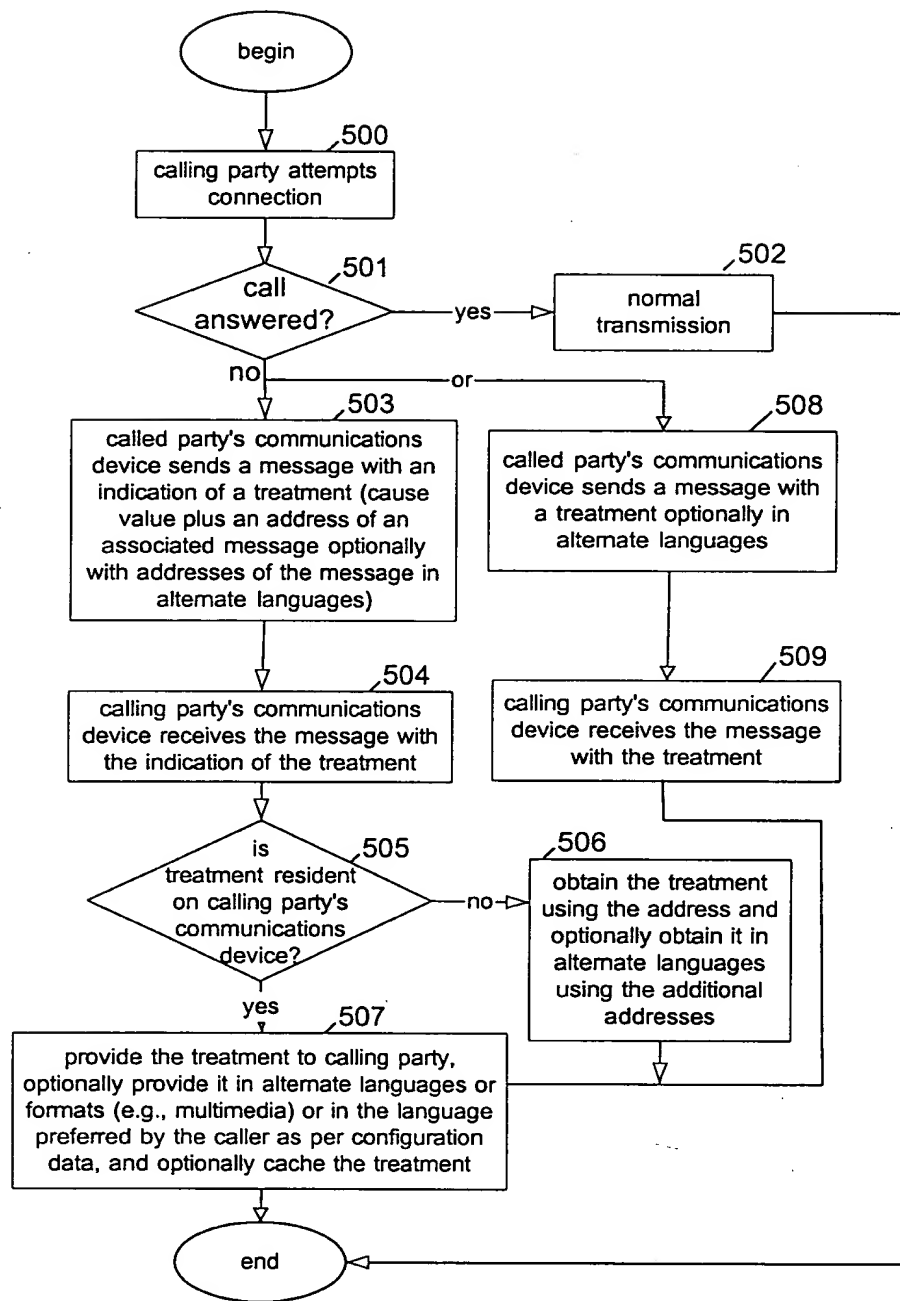 begin
500
calling party attempts
connection
501
call
answered?
yes
502
normal
transmission
no
or
503
called party's communications
device sends a message with an
indication of a treatment (cause
value plus an address of an
associated message optionally
with addresses of the message in
alternate languages)
508
called party's communications
device sends a message with
a treatment optionally in
alternate languages
504
calling party's communications
device receives the message with
the indication of the treatment
509
calling party's communications
device receives the message
with the treatment
505
is
treatment resident
on calling party's
communications
device?
no
506
obtain the treatment
using the address and
optionally obtain it in
alternate languages
using the additional
addresses
yes
507
provide the treatment to calling party,
optionally provide it in alternate languages or
formats (e.g., multimedia) or in the language
preferred by the caller as per configuration
data, and optionally cache the treatment
end